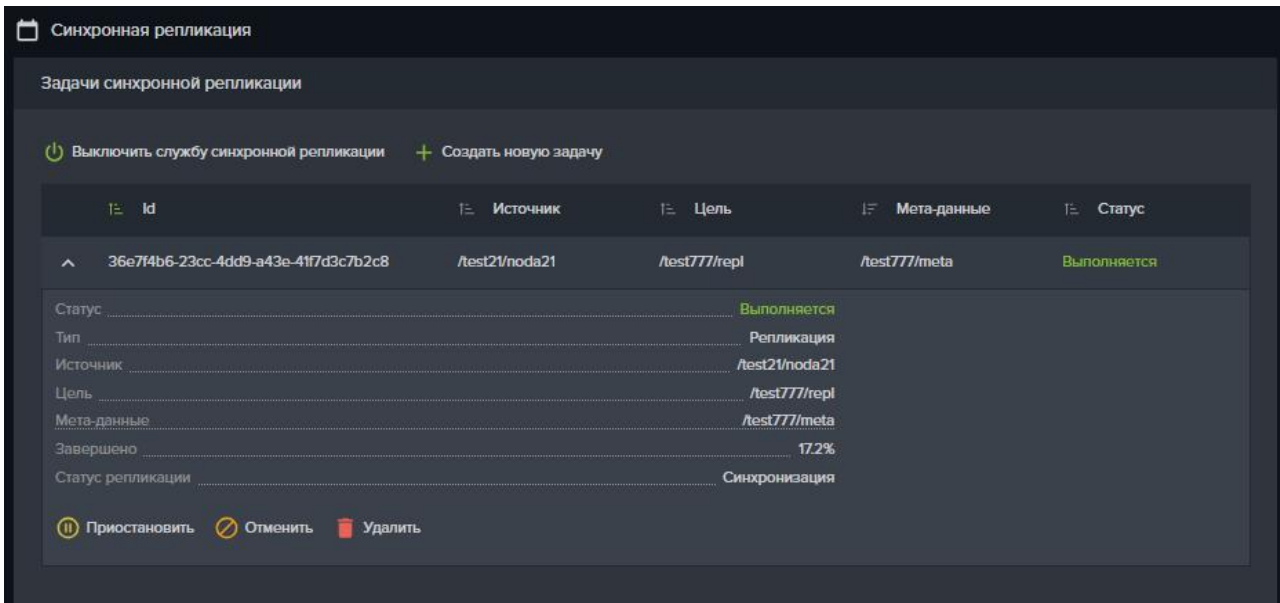 Синхронная репликация
Задачи синхронной репликации
Выключить службу синхронной репликации Создать новую задачу
Id Источник Цель Мета-данные Статус
36e7f4b6-23cc-4dd9-a43e-41f7d3c7b2c8 /test21/noda21 /test777/repl /test777/meta Выполняется
Статус Выполняется
Тип Репликация
Источник /test21/noda21
Цель /test777/repl
Мета-данные /test777/meta
Завершено 17.2%
Статус репликации Синхронизация
Приостановить Отменить Удалить